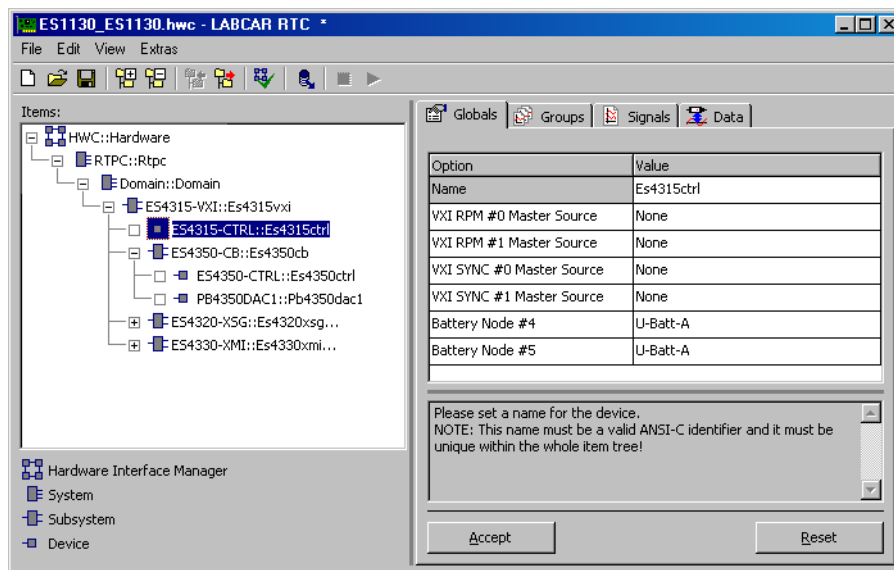 ES1130_ES1130.hwc - LABCAR RTC *
File Edit View Extras
Items:
HWC::Hardware
RTPC::Rtpc
Domain::Domain
ES4315-VXI::Es4315vxi
ES4315-CTRL::Es4315ctrl
ES4350-CB::Es4350cb
ES4350-CTRL::Es4350ctrl
PB4350DAC1::Pb4350dac1
ES4320-XSG::Es4320xsg...
ES4330-XMI::Es4330xmi...
Hardware Interface Manager
System
Subsystem
Device
Globals Groups Signals Data
Option Value
Name Es4315ctrl
VXI RPM #0 Master Source None
VXI RPM #1 Master Source None
VXI SYNC #0 Master Source None
VXI SYNC #1 Master Source None
Battery Node #4 U-Batt-A
Battery Node #5 U-Batt-A
Please set a name for the device.
NOTE: This name must be a valid ANSI-C identifier and it must be
unique within the whole item tree!
Accept Reset